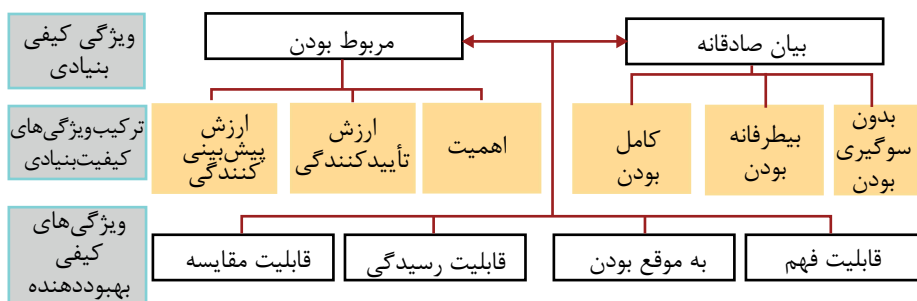 ویژگی کیفی
بنیادی
بیان صادقانه
مربوط بودن
ترکیب‌ویژگی‌های
کیفیت‌بنیادی
بدون
سوگیری
بودن
بیطرفانه
بودن
کامل
بودن
اهمیت
ارزش
تأییدکنندگی
ارزش
پیش‌بینی
کنندگی
ویژگی‌های
کیفی
بهبوددهنده
قابلیت فهم
به موقع بودن
قابلیت رسیدگی
قابلیت مقایسه